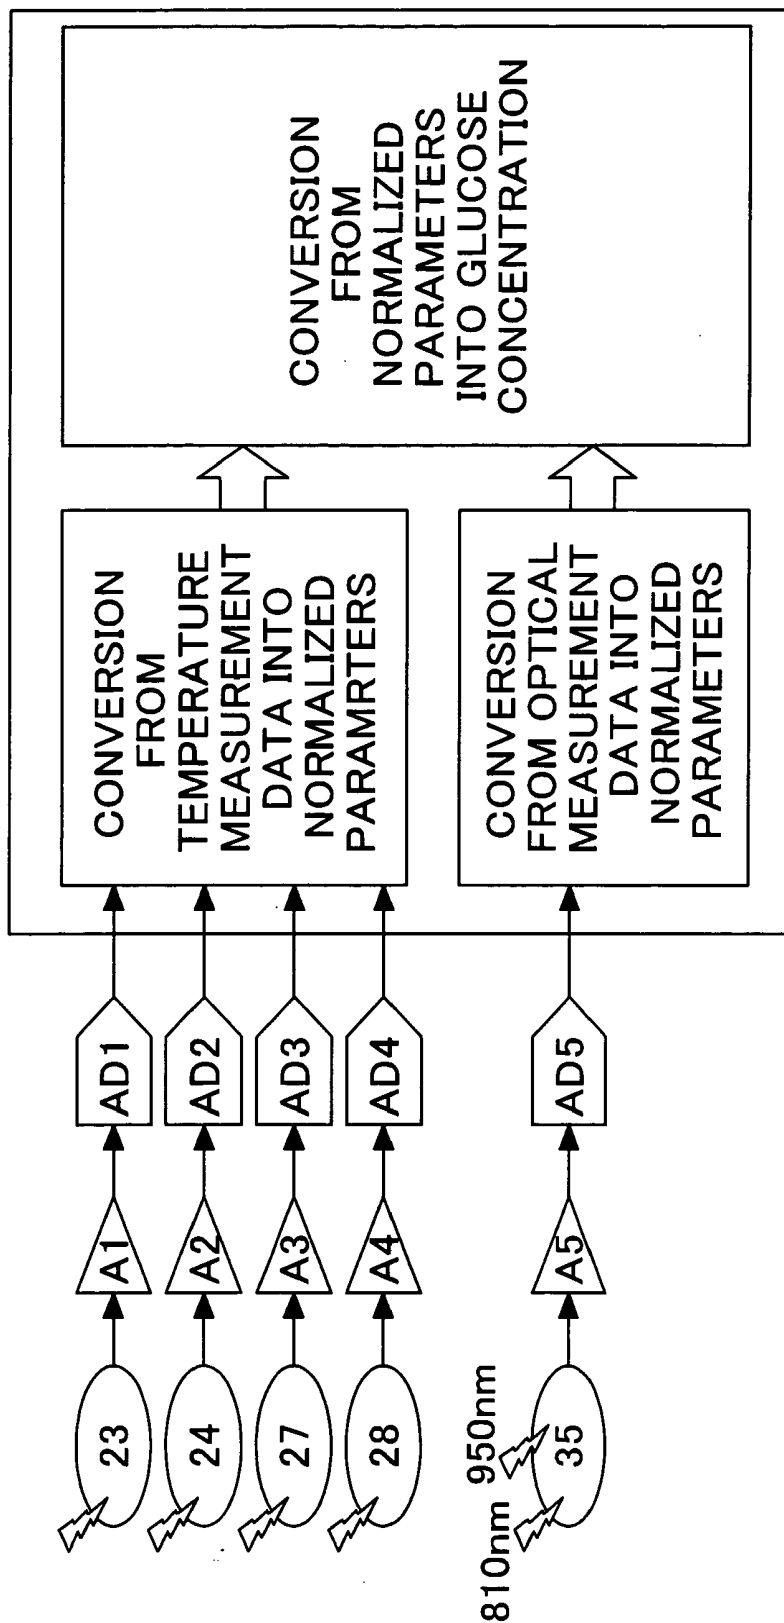 23
A1
AD1
24
A2
AD2
27
A3
AD3
28
A4
AD4
CONVERSION
FROM
TEMPERATURE
MEASUREMENT
DATA INTO
NORMALIZED
PARAMRTERS
810nm
950nm
35
A5
AD5
CONVERSION
FROM OPTICAL
MEASUREMENT
DATA INTO
NORMALIZED
PARAMETERS
CONVERSION
FROM
NORMALIZED
PARAMETERS
INTO GLUCOSE
CONCENTRATION